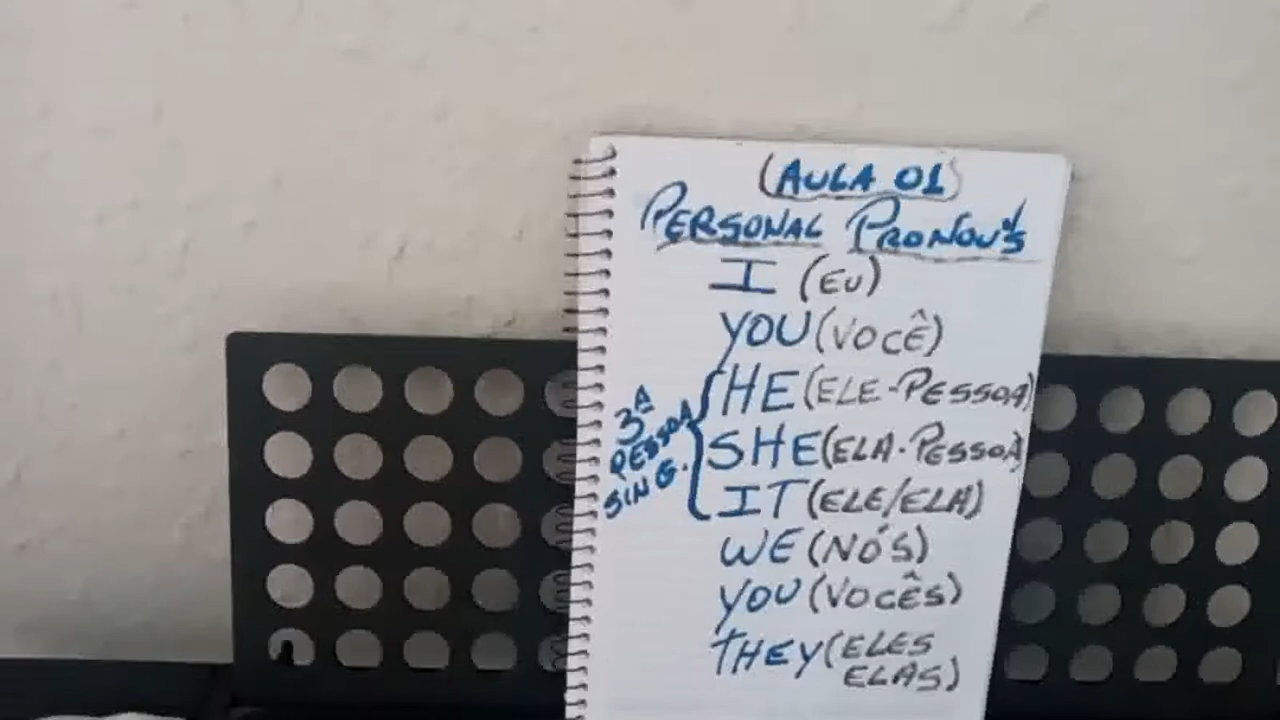 (AULA 01)
PERSONAL PRONOUNS
I (EU)
YOU (VOCÊ)
HE (ELE-PESSOA)
SHE (ELA-PESSOA)
IT (ELE/ELA)
3ª
PESSOA
SING.
WE (NÓS)
YOU (VOCÊS)
THEY (ELES
ELAS)